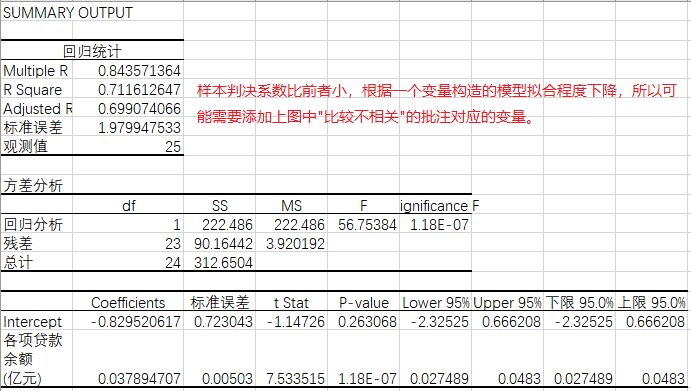 SUMMARY OUTPUT
回归统计
Multiple R 0.843571364
R Square 0.711612647
Adjusted R 0.699074066
标准误差 1.979947533
观测值 25
样本判决系数比前者小，根据一个变量构造的模型拟合程度下降，所以可
能需要添加上图中"比较不相关"的批注对应的变量。
方差分析
df SS MS F ignificance F
回归分析 1 222.486 222.486 56.75384 1.18E-07
残差 23 90.16442 3.920192
总计 24 312.6504
Coefficients 标准误差 t Stat P-value Lower 95% Upper 95% 下限 95.0% 上限 95.0%
Intercept -0.829520617 0.723043 -1.14726 0.263068 -2.32525 0.666208 -2.32525 0.666208
各项贷款
余额
(亿元) 0.037894707 0.00503 7.533515 1.18E-07 0.027489 0.0483 0.027489 0.0483